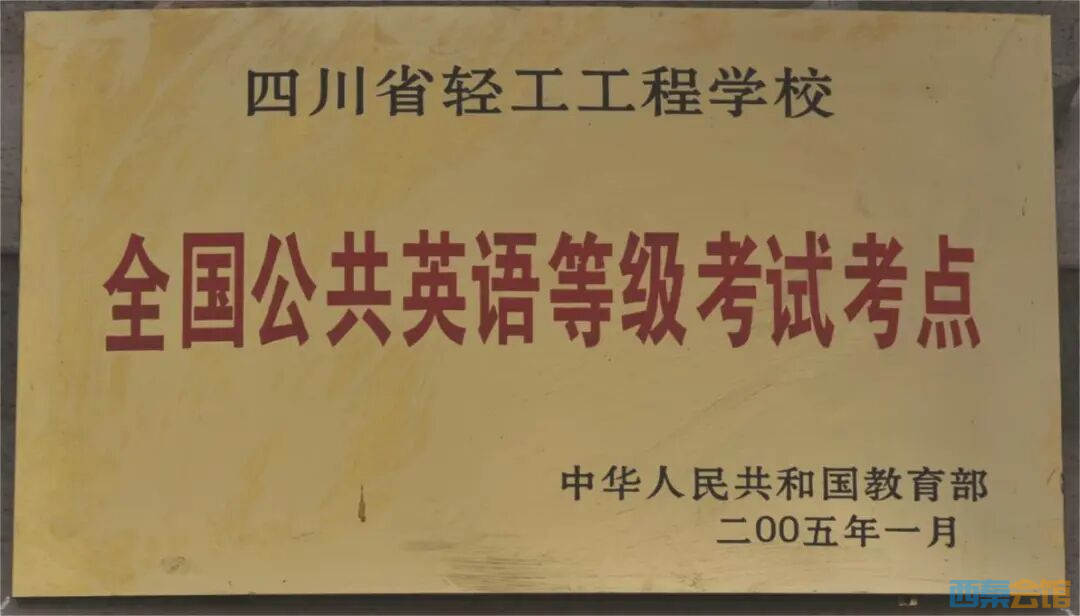 四川省轻工工程学校
全国公共英语等级考试考点
中华人民共和国教育部
二00五年一月
西秦会馆